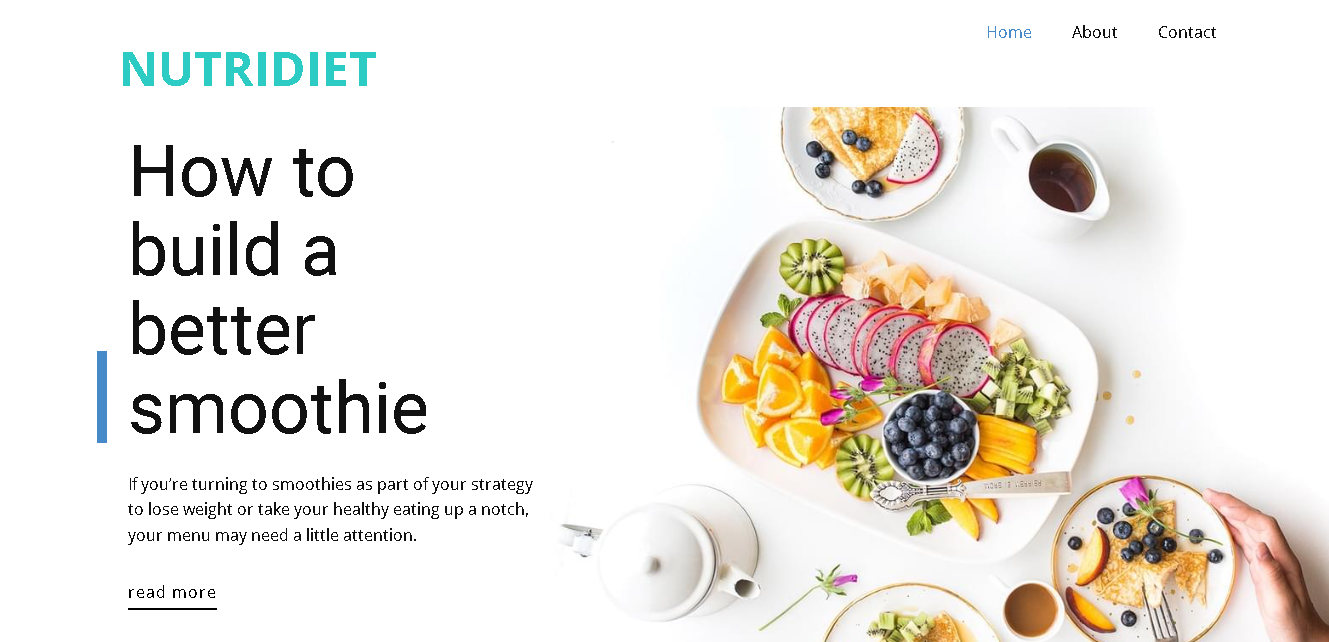 Home About Contact
NUTRIDIET
How to
build a
better
smoothie
If you’re turning to smoothies as part of your strategy
to lose weight or take your healthy eating up a notch,
your menu may need a little attention.
read more